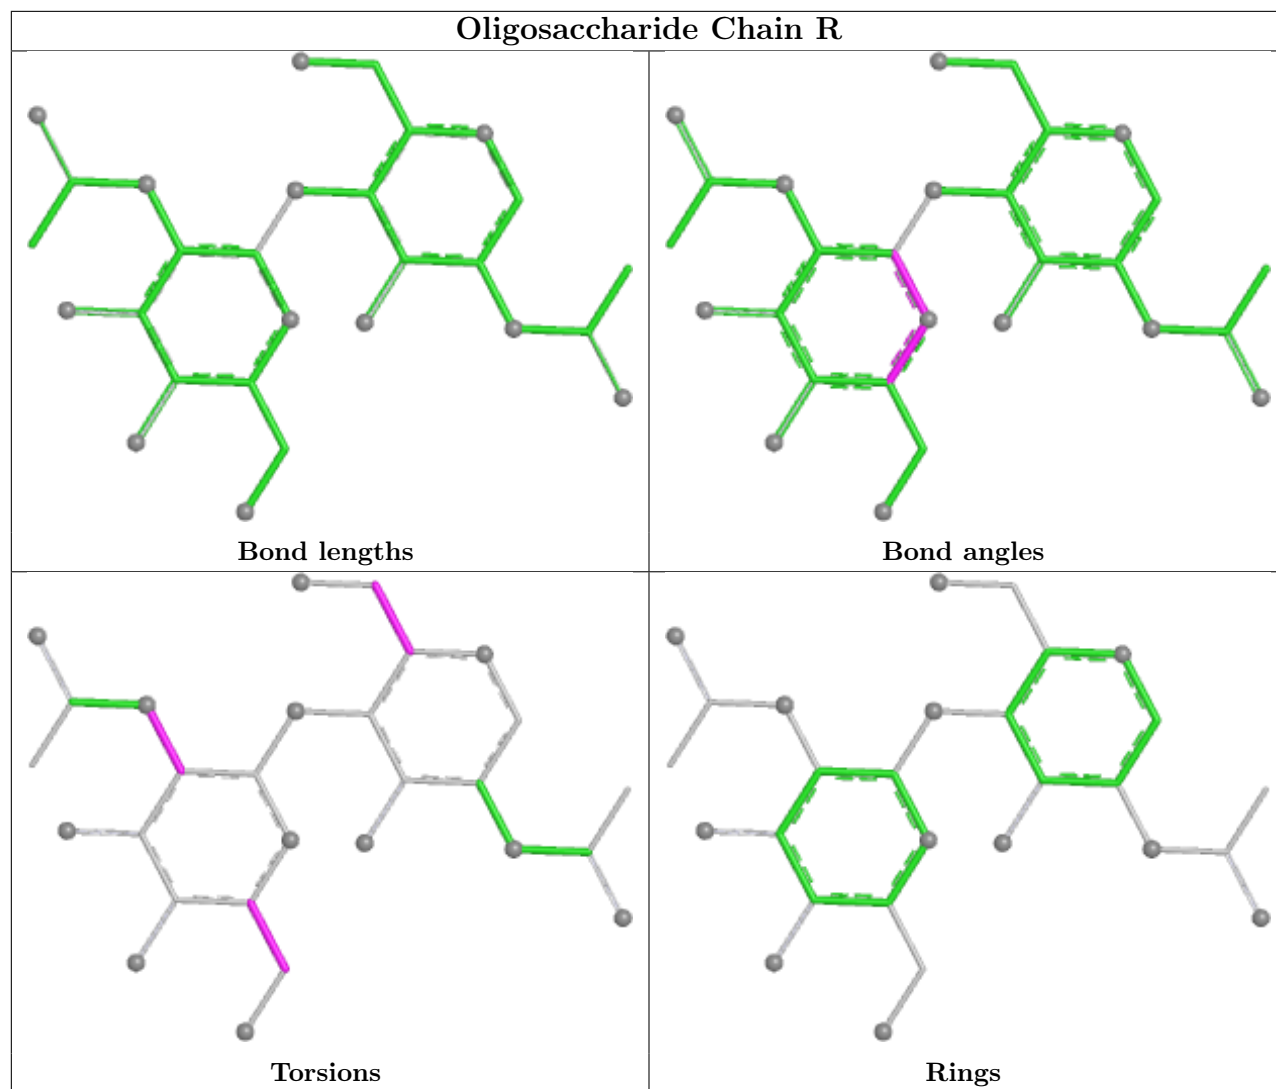 Oligosaccharide Chain R
Bond lengths
Bond angles
Torsions
Rings